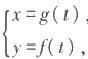 x=g(t),
y=f(t),